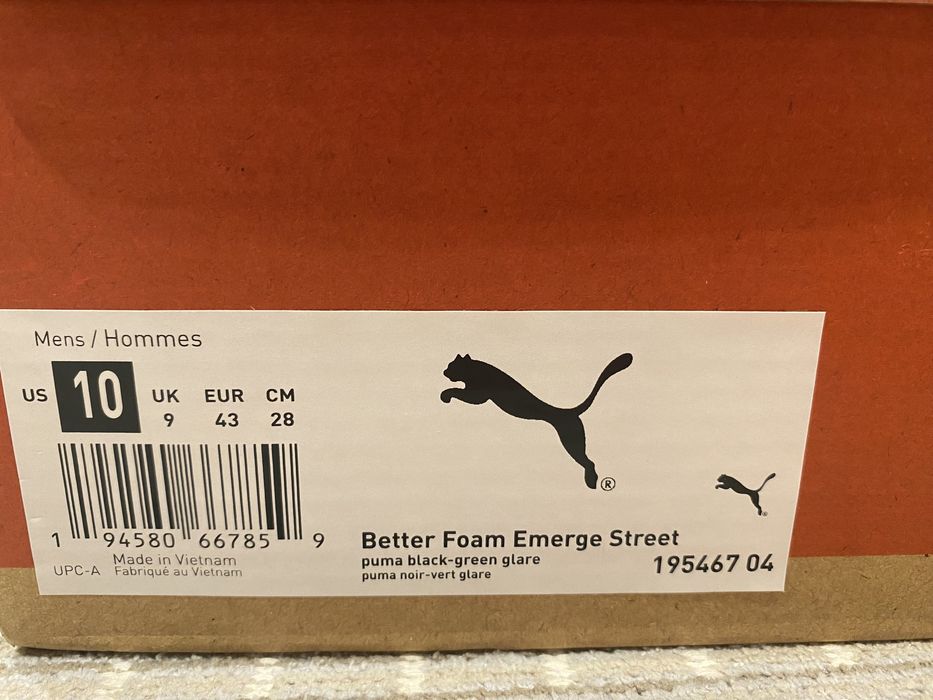 Mens / Hommes
US 10 UK EUR CM
9 43 28
1 94580 66785 9
UPC-A Made in Vietnam
Fabriqué au Vietnam
®
Better Foam Emerge Street
puma black-green glare
puma noir-vert glare
195467 04